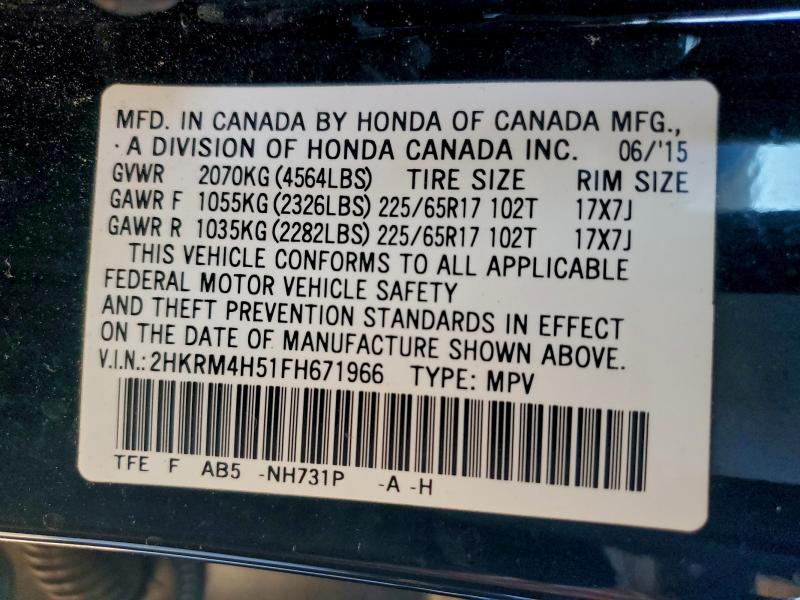 MFD. IN CANADA BY HONDA OF CANADA MFG.,
·A DIVISION OF HONDA CANADA INC. 06/'15
GVWR 2070KG (4564LBS) TIRE SIZE RIM SIZE
GAWR F 1055KG (2326LBS) 225/65R17 102T 17X7J
GAWR R 1035KG (2282LBS) 225/65R17 102T 17X7J
THIS VEHICLE CONFORMS TO ALL APPLICABLE
FEDERAL MOTOR VEHICLE SAFETY
AND THEFT PREVENTION STANDARDS IN EFFECT
ON THE DATE OF MANUFACTURE SHOWN ABOVE.
V.I.N.: 2HKRM4H51FH671966 TYPE: MPV
TFE F AB5 -NH731P -A -H